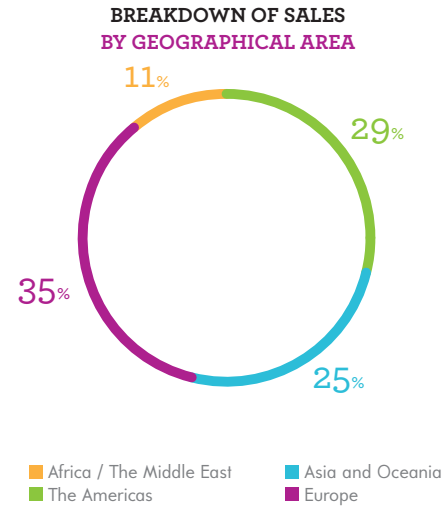 BREAKDOWN OF SALES
BY GEOGRAPHICAL AREA
11%
29%
35%
25%
Africa / The Middle East
Asia and Oceania
The Americas
Europe